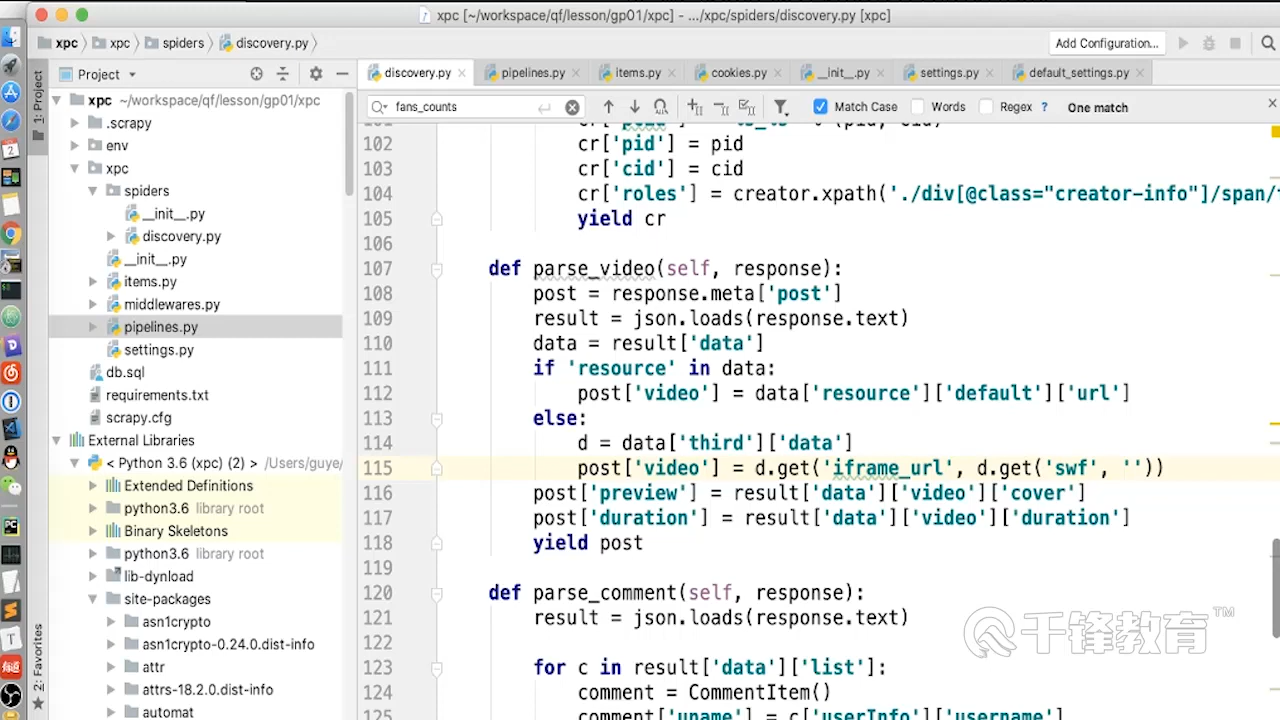 xpc [~/workspace/qf/lesson/gp01/xpc] - .../xpc/spiders/discovery.py [xpc]
xpc xpc spiders discovery.py
Add Configuration...
Project
discovery.py pipelines.py items.py cookies.py __init__.py settings.py default_settings.py
fans_counts Match Case Words Regex ? One match
1: Project
2: Favorites
xpc ~/workspace/qf/lesson/gp01/xpc
.scrapy
env
xpc
spiders
__init__.py
discovery.py
__init__.py
items.py
middlewares.py
pipelines.py
settings.py
db.sql
requirements.txt
scrapy.cfg
External Libraries
< Python 3.6 (xpc) (2) > /Users/guye/
Extended Definitions
python3.6 library root
Binary Skeletons
python3.6 library root
lib-dynload
site-packages
asn1crypto
asn1crypto-0.24.0.dist-info
attr
attrs-18.2.0.dist-info
automat
102 cr['pid'] = pid
103 cr['cid'] = cid
104 cr['roles'] = creator.xpath('./div[@class="creator-info"]/span/
105 yield cr
106
107 def parse_video(self, response):
108 post = response.meta['post']
109 result = json.loads(response.text)
110 data = result['data']
111 if 'resource' in data:
112 post['video'] = data['resource']['default']['url']
113 else:
114 d = data['third']['data']
115 post['video'] = d.get('iframe_url', d.get('swf', ''))
116 post['preview'] = result['data']['video']['cover']
117 post['duration'] = result['data']['video']['duration']
118 yield post
119
120 def parse_comment(self, response):
121 result = json.loads(response.text)
122
123 for c in result['data']['list']:
124 comment = CommentItem()
125 comment['uname'] = c['userInfo']['username']
千锋教育™